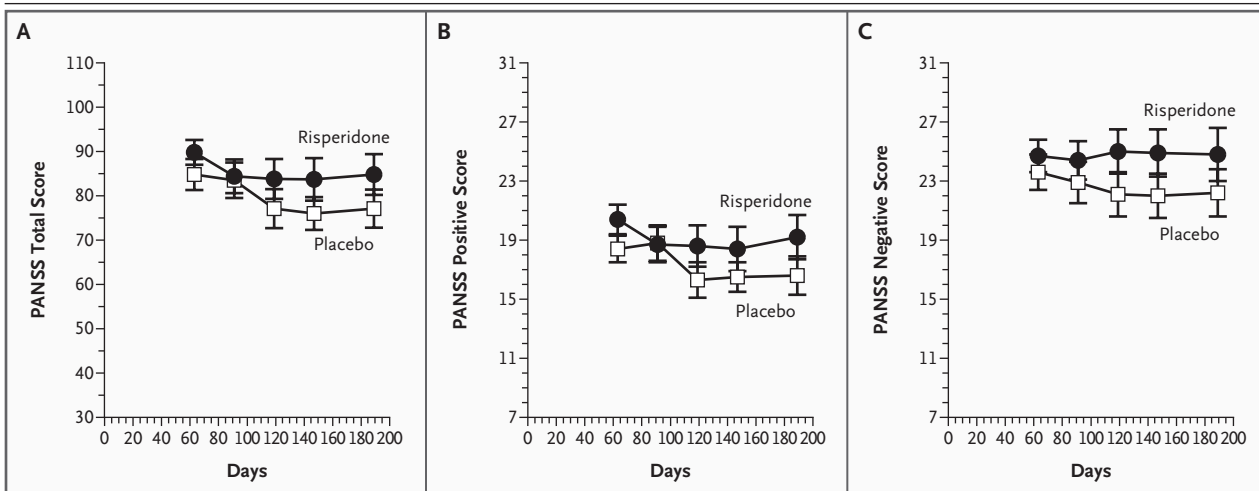 A
PANSS Total Score
110
100
90
80
70
60
50
40
30
Risperidone
Placebo
0 20 40 60 80 100 120 140 160 180 200
Days
B
PANSS Positive Score
31
27
23
19
15
11
7
Risperidone
Placebo
0 20 40 60 80 100 120 140 160 180 200
Days
C
PANSS Negative Score
31
27
23
19
15
11
7
Risperidone
Placebo
0 20 40 60 80 100 120 140 160 180 200
Days